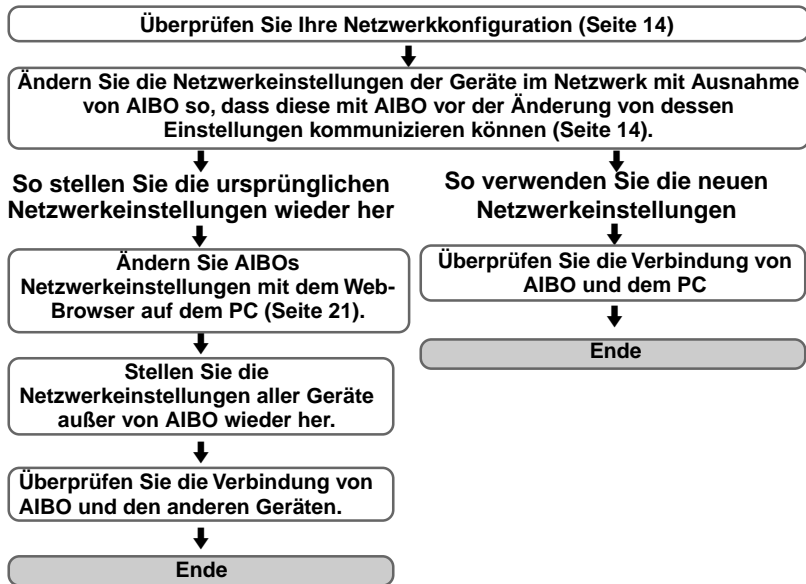 Überprüfen Sie Ihre Netzwerkkonfiguration (Seite 14)
Ändern Sie die Netzwerkeinstellungen der Geräte im Netzwerk mit Ausnahme
von AIBO so, dass diese mit AIBO vor der Änderung von dessen
Einstellungen kommunizieren können (Seite 14).
So stellen Sie die ursprünglichen
Netzwerkeinstellungen wieder her
Ändern Sie AIBOs
Netzwerkeinstellungen mit dem Web-
Browser auf dem PC (Seite 21).
Stellen Sie die
Netzwerkeinstellungen aller Geräte
außer von AIBO wieder her.
Überprüfen Sie die Verbindung von
AIBO und den anderen Geräten.
Ende
So verwenden Sie die neuen
Netzwerkeinstellungen
Überprüfen Sie die Verbindung von
AIBO und dem PC
Ende